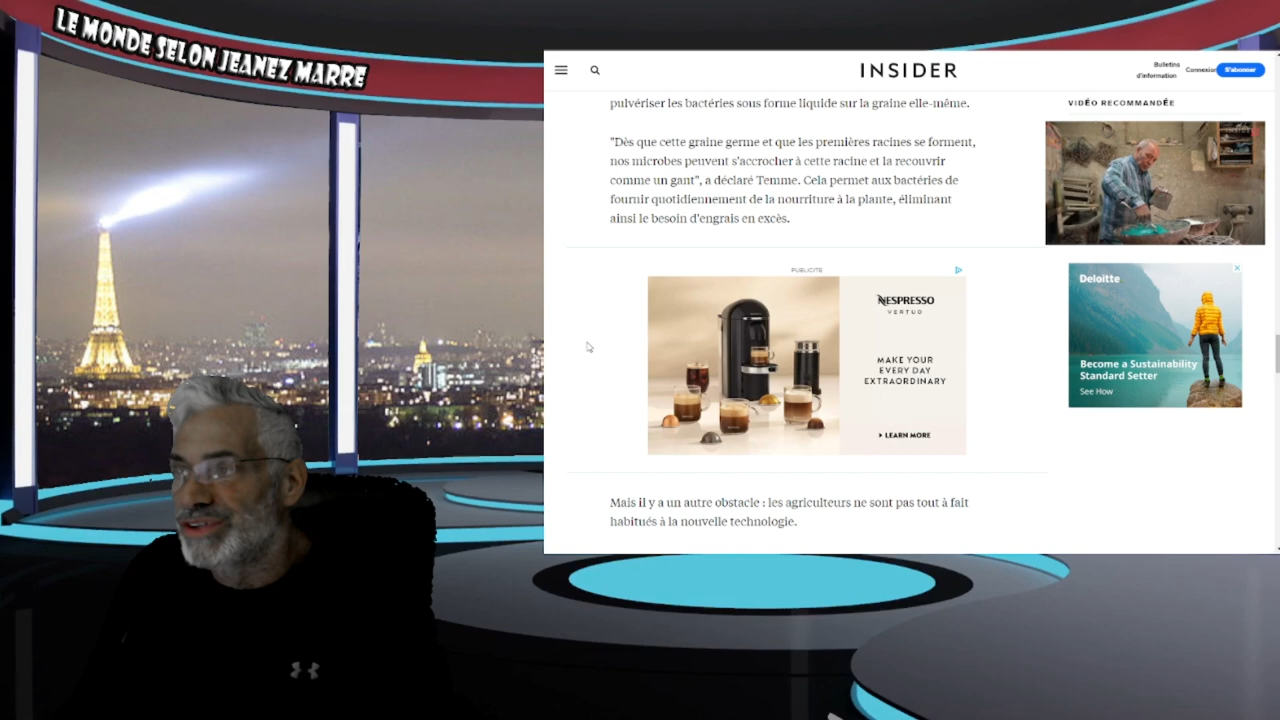 LE MONDE SELON JEANEZ MARRE
INSIDER
Bulletins
d'information
Connexion
S'abonner
pulvériser les bactéries sous forme liquide sur la graine elle-même.
"Dès que cette graine germe et que les premières racines se forment,
nos microbes peuvent s'accrocher à cette racine et la recouvrir
comme un gant", a déclaré Temme. Cela permet aux bactéries de
fournir quotidiennement de la nourriture à la plante, éliminant
ainsi le besoin d'engrais en excès.
PUBLICITÉ
NESPRESSO
VERTUO
MAKE YOUR
EVERY DAY
EXTRAORDINARY
LEARN MORE
Mais il y a un autre obstacle : les agriculteurs ne sont pas tout à fait
habitués à la nouvelle technologie.
VIDÉO RECOMMANDÉE
Deloitte
Become a Sustainability
Standard Setter
See How